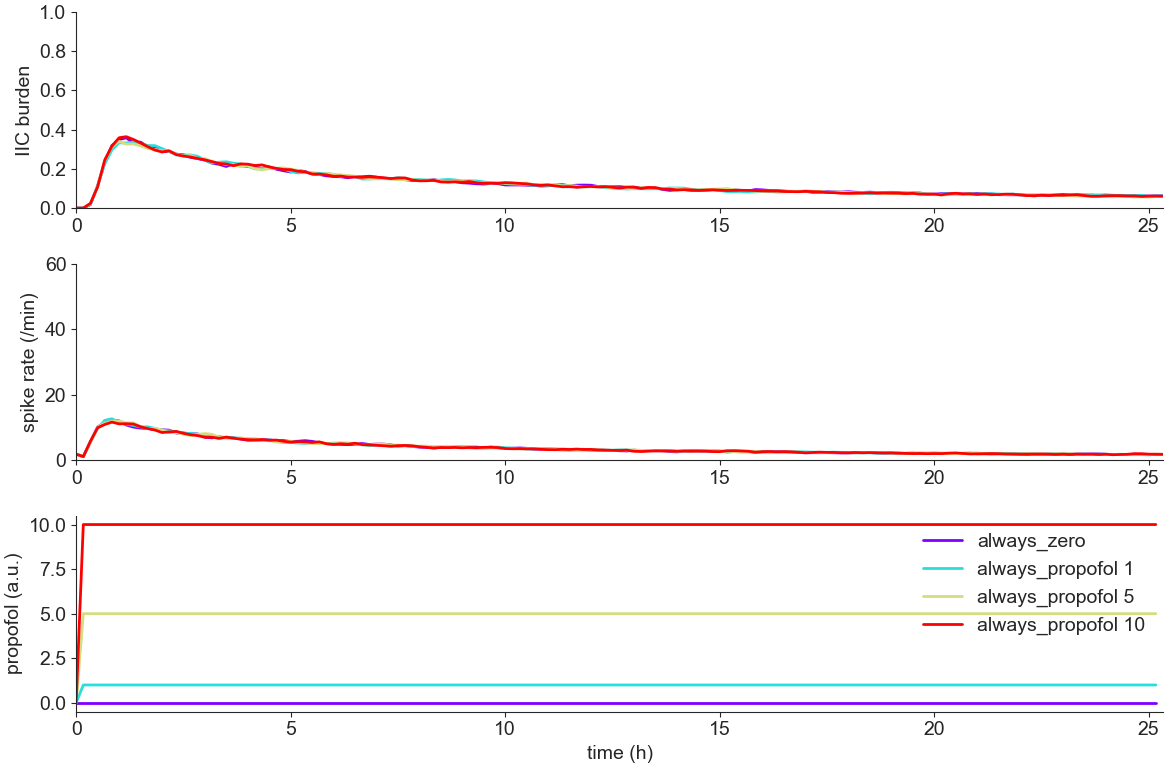 1.0
0.8
0.6
0.4
0.2
0.0
IIC burden
0 5 10 15 20 25
60
40
20
0
spike rate (/min)
0 5 10 15 20 25
10.0
7.5
5.0
2.5
0.0
propofol (a.u.)
always_zero
always_propofol 1
always_propofol 5
always_propofol 10
0 5 10 15 20 25
time (h)